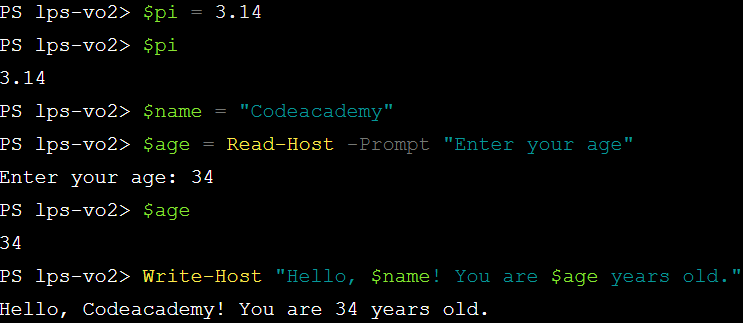 PS lps-vo2> $pi = 3.14
PS lps-vo2> $pi
3.14
PS lps-vo2> $name = "Codeacademy"
PS lps-vo2> $age = Read-Host -Prompt "Enter your age"
Enter your age: 34
PS lps-vo2> $age
34
PS lps-vo2> Write-Host "Hello, $name! You are $age years old."
Hello, Codeacademy! You are 34 years old.